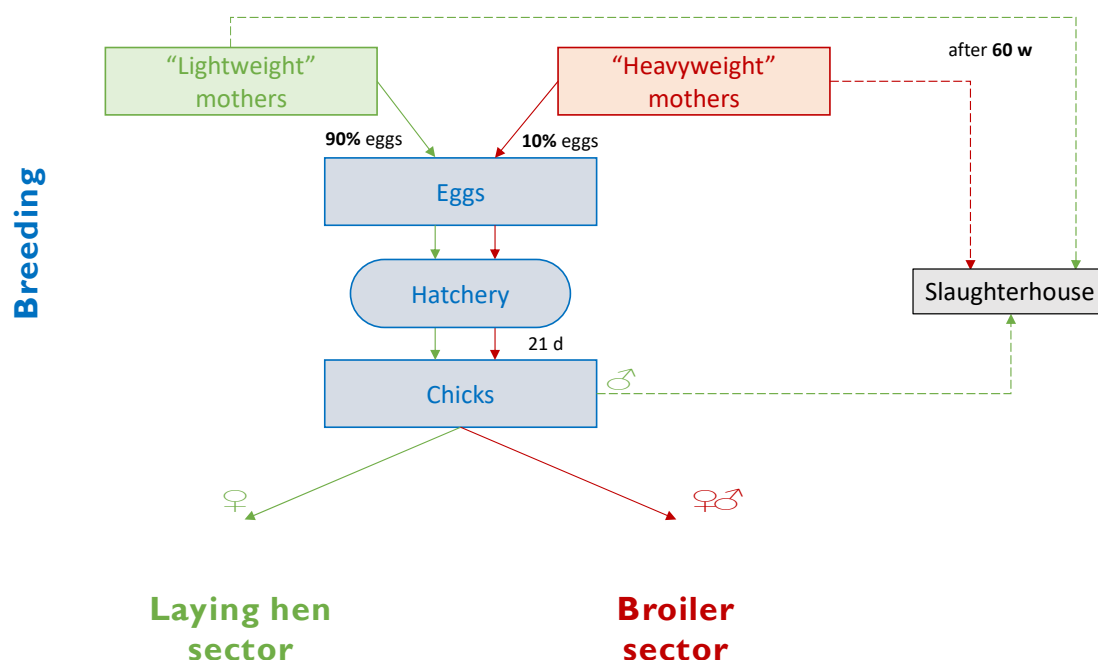 “Lightweight”
mothers
“Heavyweight”
mothers
after 60 w
90% eggs
10% eggs
Breeding
Eggs
Hatchery
Slaughterhouse
21 d
Chicks
♂
♀
♀♂
Laying hen
sector
Broiler
sector